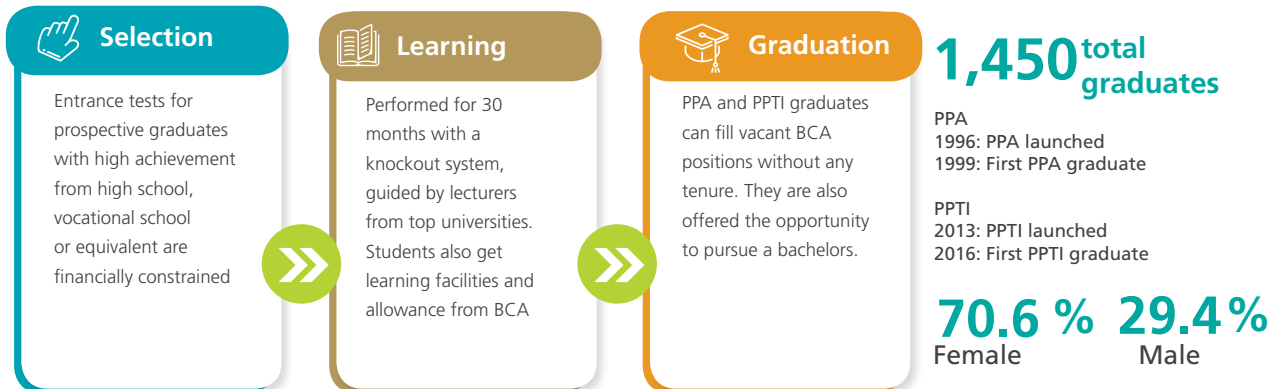 Selection
Entrance tests for
prospective graduates
with high achievement
from high school,
vocational school
or equivalent are
financially constrained
Learning
Performed for 30
months with a
knockout system,
guided by lecturers
from top universities.
Students also get
learning facilities and
allowance from BCA
Graduation
PPA and PPTI graduates
can fill vacant BCA
positions without any
tenure. They are also
offered the opportunity
to pursue a bachelors.
1,450 total
graduates
PPA
1996: PPA launched
1999: First PPA graduate
PPTI
2013: PPTI launched
2016: First PPTI graduate
70.6 % 29.4 %
Female Male